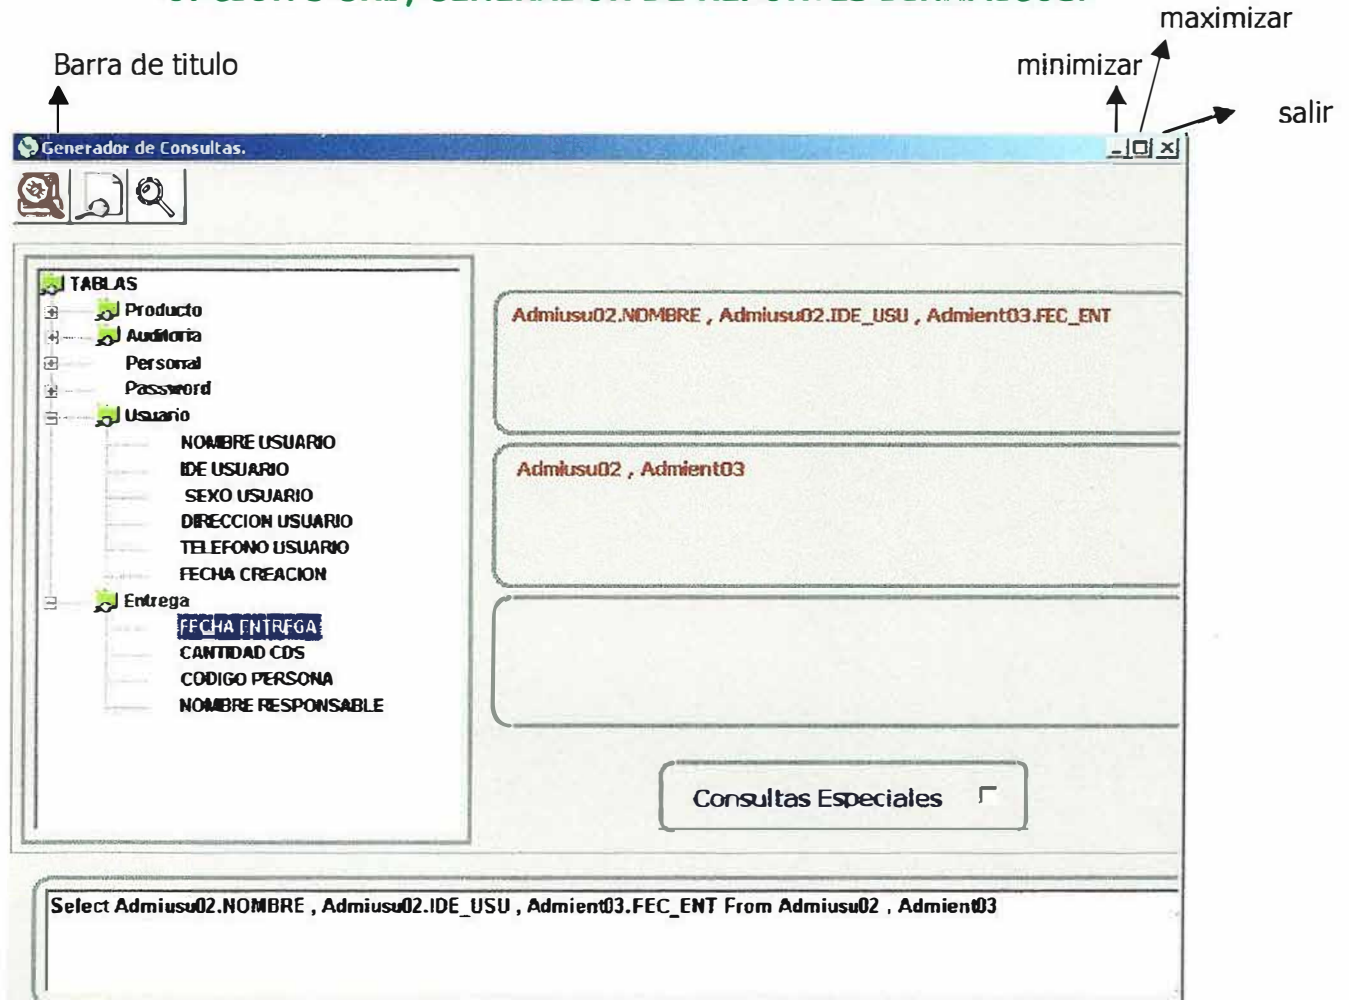 maximizar
Barra de titulo
minimizar
salir
Generador de Consultas.
TABLAS
Producto
Auditoria
Personal
Password
Usuario
NOMBRE USUARIO
IDE USUARIO
SEXO USUARIO
DIRECCION USUARIO
TELEFONO USUARIO
FECHA CREACION
Entrega
FECHA ENTREGA
CANTIDAD CDS
CODIGO PERSONA
NOMBRE RESPONSABLE
Admiusu02.NOMBRE , Admiusu02.IDE_USU , Admient03.FEC_ENT
Admiusu02 , Admient03
Consultas Especiales
Select Admiusu02.NOMBRE , Admiusu02.IDE_USU , Admient03.FEC_ENT From Admiusu02 , Admient03